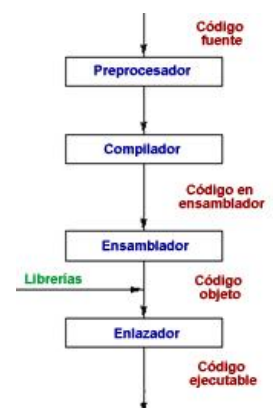 Código
fuente
Preprocesador
Compilador
Código en
ensamblador
Ensamblador
Librerías
Código
objeto
Enlazador
Código
ejecutable